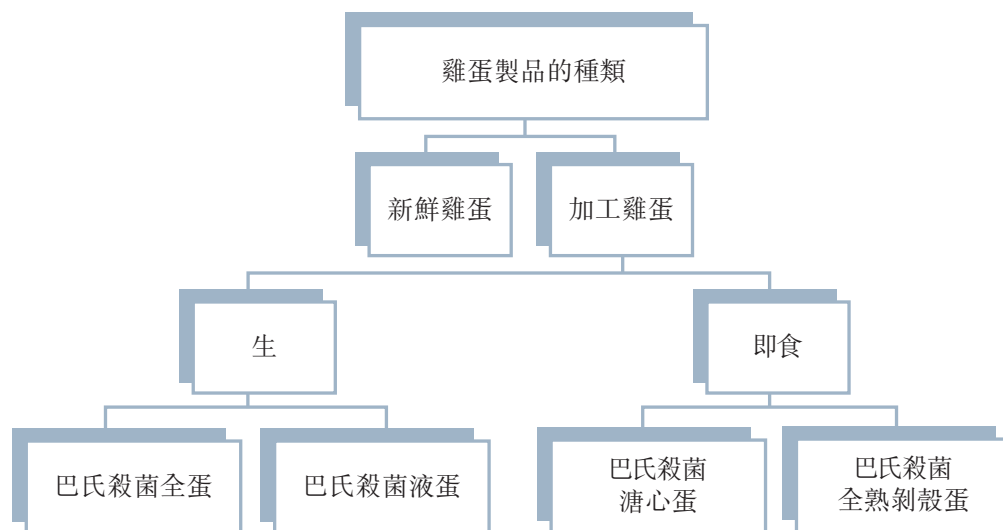 雞蛋製品的種類
新鮮雞蛋
加工雞蛋
生
即食
巴氏殺菌全蛋
巴氏殺菌液蛋
巴氏殺菌
溏心蛋
巴氏殺菌
全熟剝殼蛋